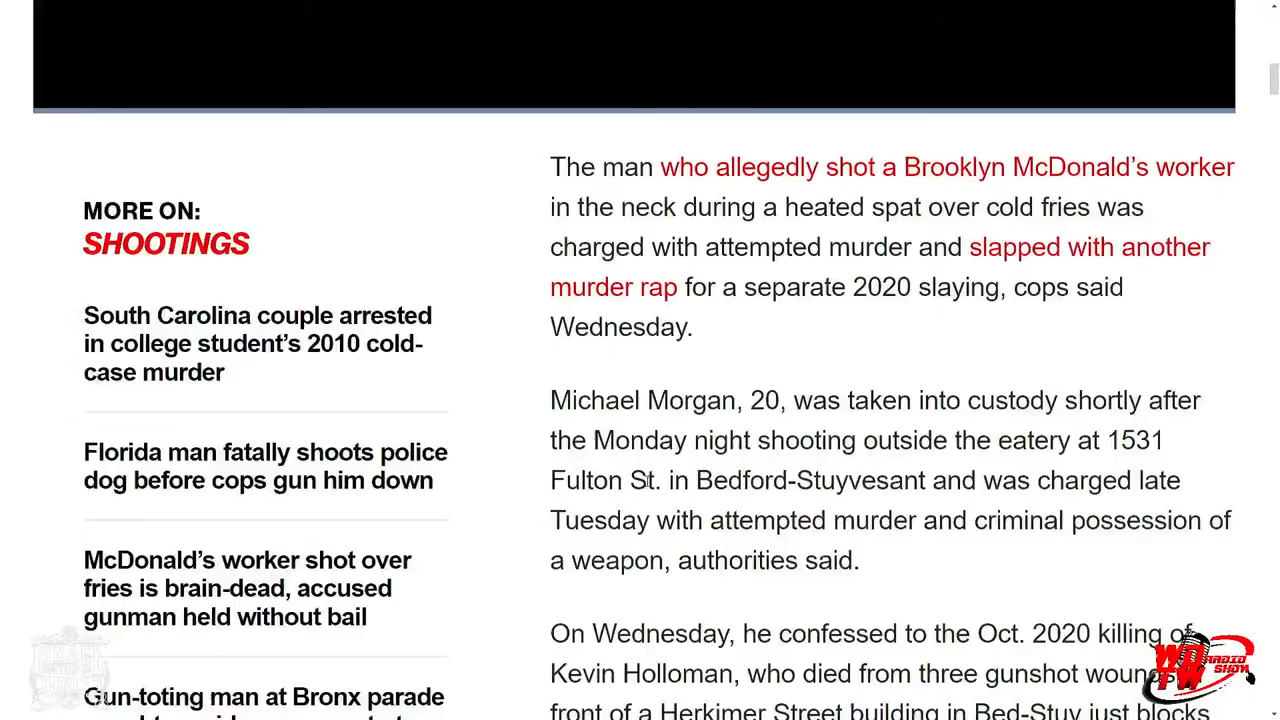 MORE ON:
SHOOTINGS
South Carolina couple arrested
in college student’s 2010 cold-
case murder
Florida man fatally shoots police
dog before cops gun him down
McDonald’s worker shot over
fries is brain-dead, accused
gunman held without bail
Gun-toting man at Bronx parade
The man who allegedly shot a Brooklyn McDonald’s worker
in the neck during a heated spat over cold fries was
charged with attempted murder and slapped with another
murder rap for a separate 2020 slaying, cops said
Wednesday.
Michael Morgan, 20, was taken into custody shortly after
the Monday night shooting outside the eatery at 1531
Fulton St. in Bedford-Stuyvesant and was charged late
Tuesday with attempted murder and criminal possession of
a weapon, authorities said.
On Wednesday, he confessed to the Oct. 2020 killing of
Kevin Holloman, who died from three gunshot wounds
front of a Herkimer Street building in Bed-Stuy just blocks
RADIO
SHOW